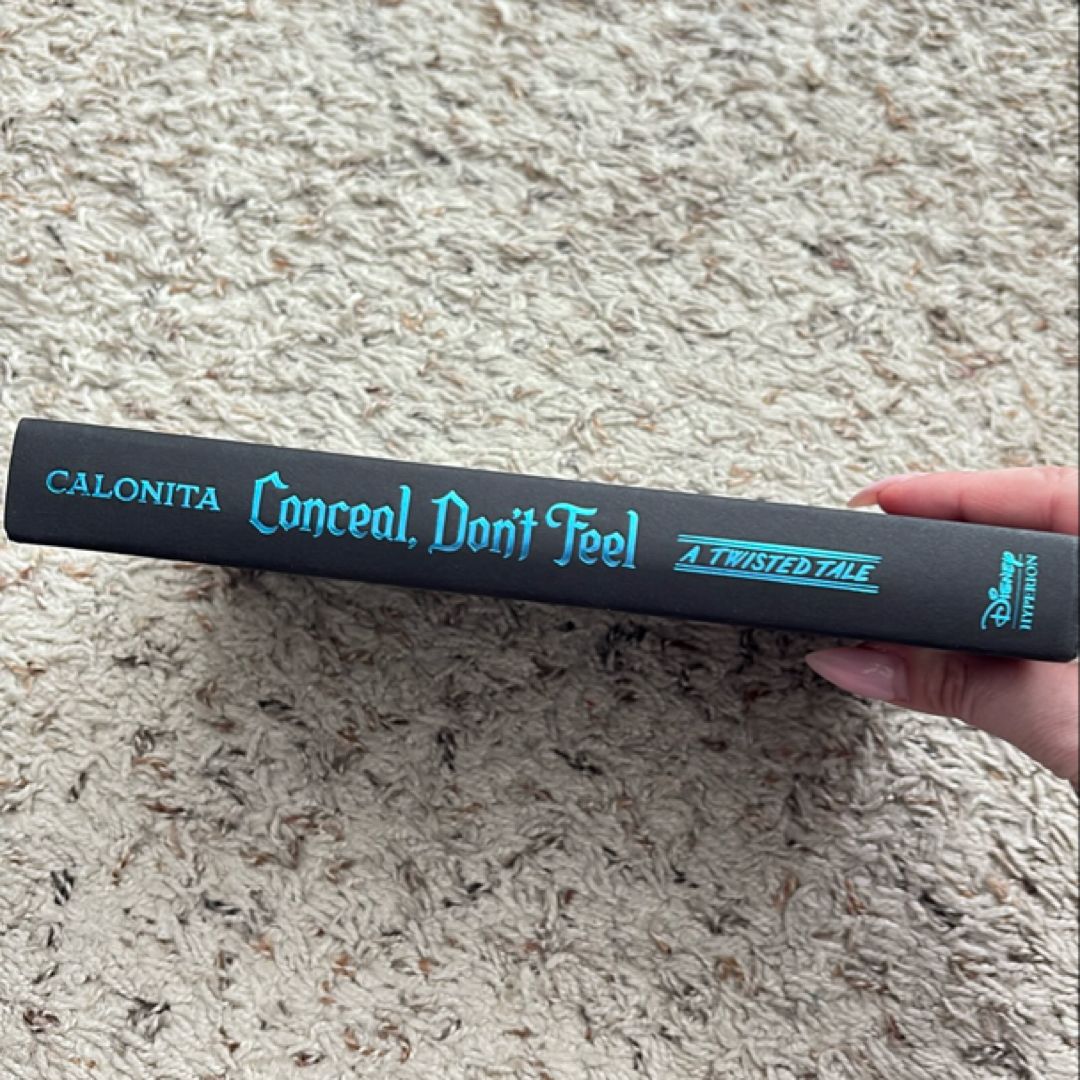 CALONITA
Conceal, Don't Feel
A TWISTED TALE
Disney
HYPERION